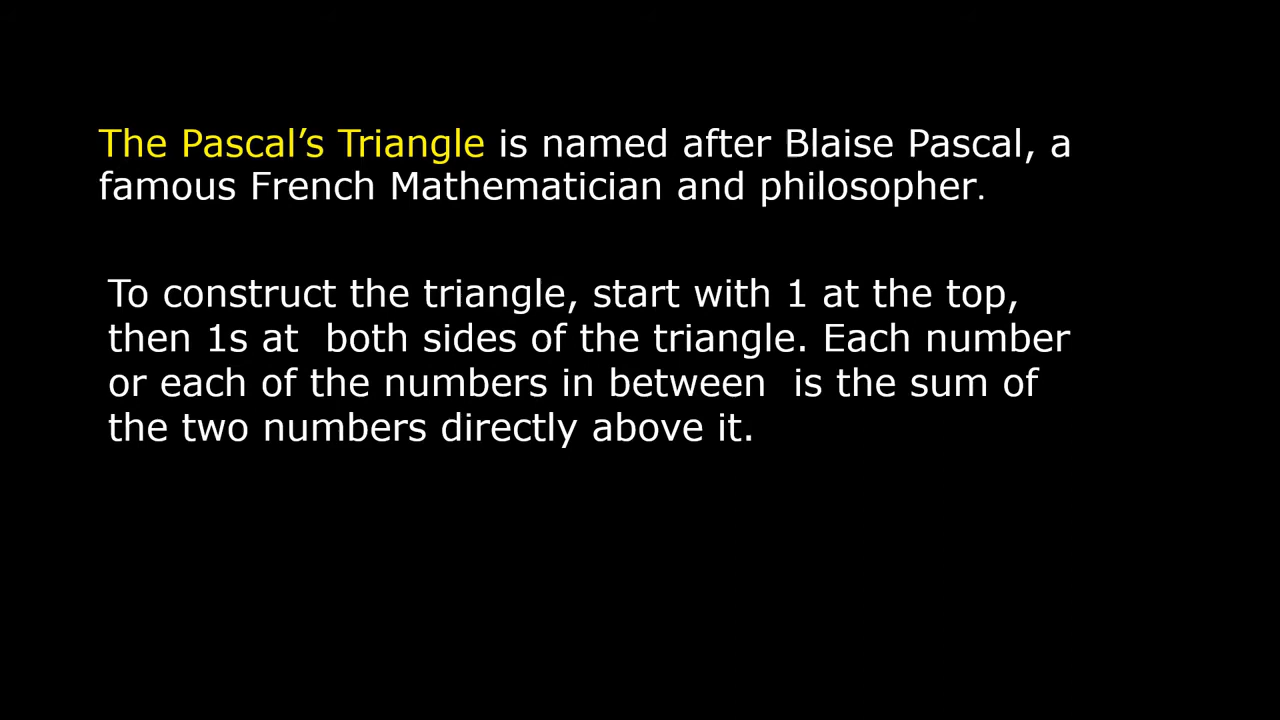 The Pascal’s Triangle is named after Blaise Pascal, a
famous French Mathematician and philosopher.
To construct the triangle, start with 1 at the top,
then 1s at  both sides of the triangle. Each number
or each of the numbers in between  is the sum of
the two numbers directly above it.